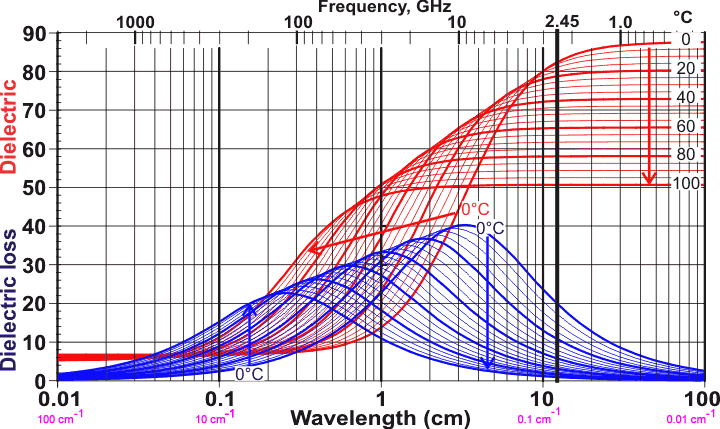 Frequency, GHz
1000 100 10 2.45 1.0 °C
90
80
70
60
50
40
30
20
10
0
Dielectric
Dielectric loss
0
20
40
60
80
100
0°C
0°C
0°C
0.01 0.1 1 10 100
100 cm⁻¹ 10 cm⁻¹ 0.1 cm⁻¹ 0.01 cm⁻¹
Wavelength (cm)